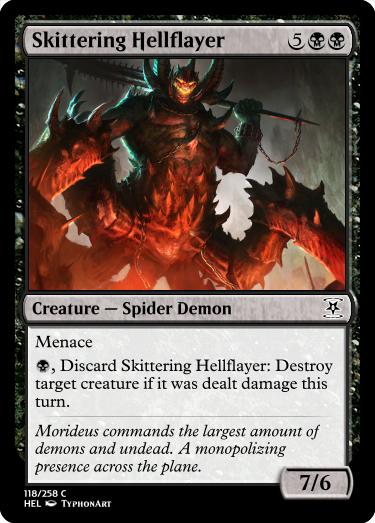 Skittering Hellflayer 5
Creature — Spider Demon
Menace
, Discard Skittering Hellflayer: Destroy
target creature if it was dealt damage this
turn.
Morideus commands the largest amount of
demons and undead. A monopolizing
presence across the plane.
7/6
118/258 C
HEL TyphonArt